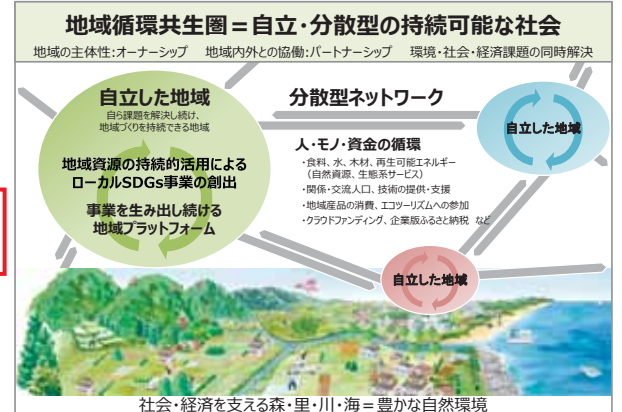 地域循環共生圏＝自立・分散型の持続可能な社会
地域の主体性:オーナーシップ　地域内外との協働:パートナーシップ　環境・社会・経済課題の同時解決
自立した地域
自ら課題を解決し続け、
地域づくりを持続できる地域
地域資源の持続的活用による
ローカルSDGs事業の創出
事業を生み出し続ける
地域プラットフォーム
分散型ネットワーク
人・モノ・資金の循環
・食料、水、木材、再生可能エネルギー
（自然資源、生態系サービス）
・関係・交流人口、技術の提供・支援
・地域産品の消費、エコツーリズムへの参加
・クラウドファンディング、企業版ふるさと納税　など
自立した地域
自立した地域
社会・経済を支える森・里・川・海＝豊かな自然環境